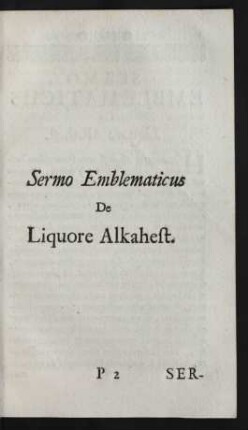 Sermo Emblematicus
De
Liquore Alkaheſt.
P 2 SER-